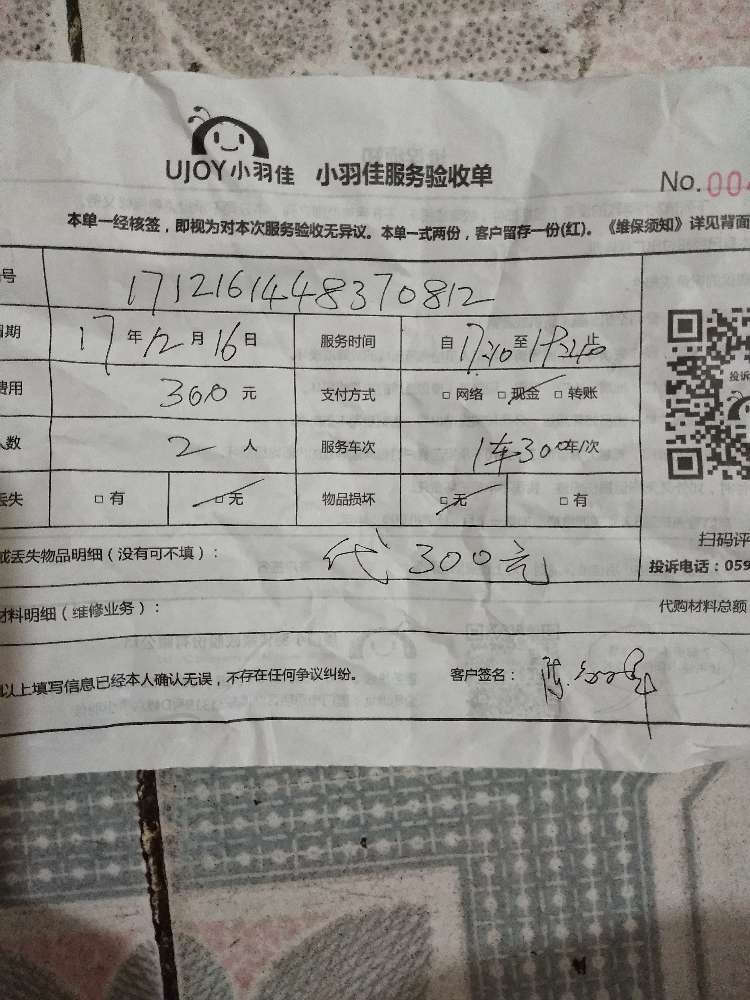 UJOY小羽佳 小羽佳服务验收单 No.004
本单一经核签，即视为对本次服务验收无异议。本单一式两份，客户留存一份(红)。《维保须知》详见背面
号 1712161448370812
期 17年12月16日 服务时间 自17:20至 止
费用 300元 支付方式 □网络 □现金 □转账
人数 2人 服务车次 1车300车/次
丢失 □有 □无 物品损坏 □无 □有
投诉
扫码评
或丢失物品明细（没有可不填）： 代300元 投诉电话：059
材料明细（维修业务）： 代购材料总额
以上填写信息已经本人确认无误，不存在任何争议纠纷。 客户签名：陈